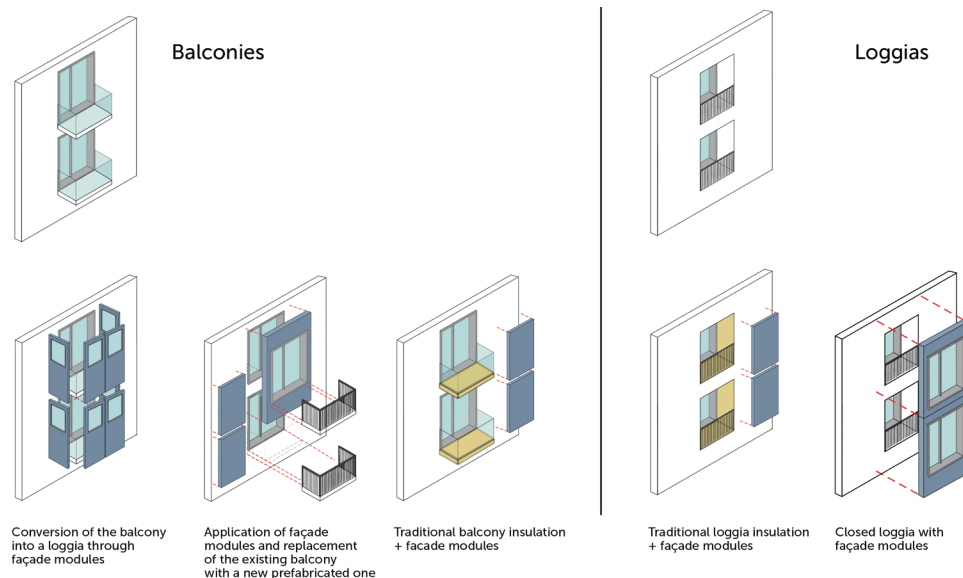 Balconies
Loggias
Conversion of the balcony
into a loggia through
façade modules
Application of façade
modules and replacement
of the existing balcony
with a new prefabricated one
Traditional balcony insulation
+ facade modules
Traditional loggia insulation
+ façade modules
Closed loggia with
façade modules